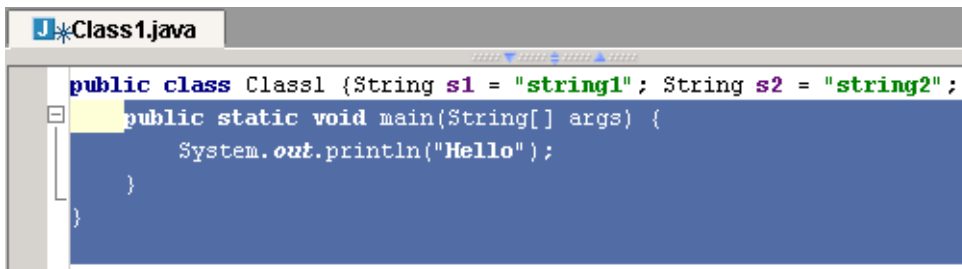 Class1.java
public class Class1 {String s1 = "string1"; String s2 = "string2";
public static void main(String[] args) {
System.out.println("Hello");
}
}